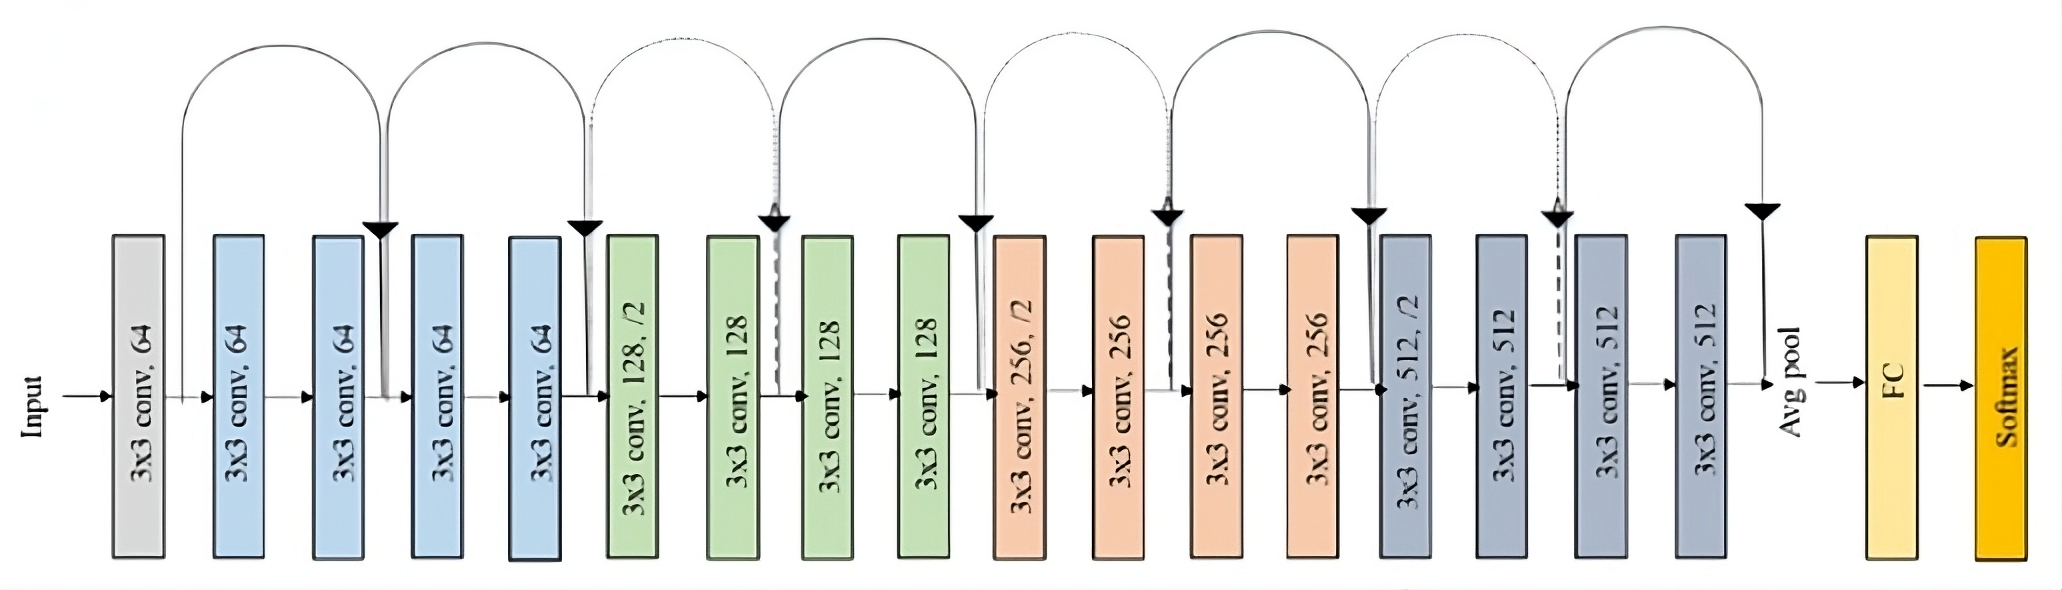 Input
3x3 conv, 64
3x3 conv, 64
3x3 conv, 64
3x3 conv, 64
3x3 conv, 64
3x3 conv, 128, /2
3x3 conv, 128
3x3 conv, 128
3x3 conv, 128
3x3 conv, 256, /2
3x3 conv, 256
3x3 conv, 256
3x3 conv, 256
3x3 conv, 512, /2
3x3 conv, 512
3x3 conv, 512
3x3 conv, 512
Avg pool
FC
Softmax